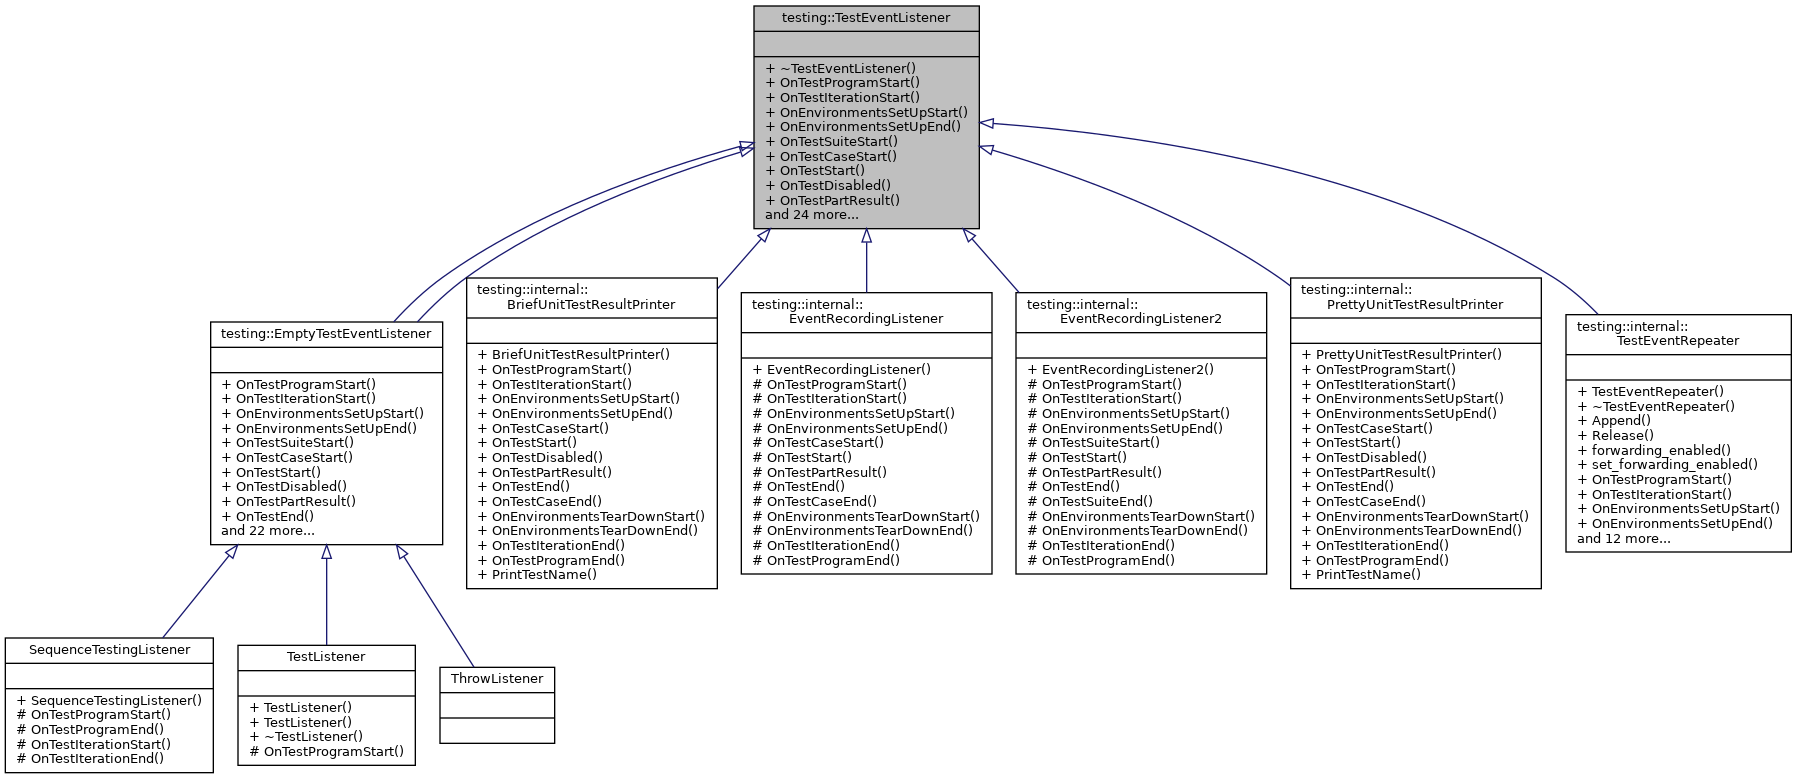 testing::TestEventListener
+ ~TestEventListener()
+ OnTestProgramStart()
+ OnTestIterationStart()
+ OnEnvironmentsSetUpStart()
+ OnEnvironmentsSetUpEnd()
+ OnTestSuiteStart()
+ OnTestCaseStart()
+ OnTestStart()
+ OnTestDisabled()
+ OnTestPartResult()
and 24 more...
testing::EmptyTestEventListener
+ OnTestProgramStart()
+ OnTestIterationStart()
+ OnEnvironmentsSetUpStart()
+ OnEnvironmentsSetUpEnd()
+ OnTestSuiteStart()
+ OnTestCaseStart()
+ OnTestStart()
+ OnTestDisabled()
+ OnTestPartResult()
+ OnTestEnd()
and 22 more...
testing::internal::
BriefUnitTestResultPrinter
+ BriefUnitTestResultPrinter()
+ OnTestProgramStart()
+ OnTestIterationStart()
+ OnEnvironmentsSetUpStart()
+ OnEnvironmentsSetUpEnd()
+ OnTestCaseStart()
+ OnTestStart()
+ OnTestDisabled()
+ OnTestPartResult()
+ OnTestEnd()
+ OnTestCaseEnd()
+ OnEnvironmentsTearDownStart()
+ OnEnvironmentsTearDownEnd()
+ OnTestIterationEnd()
+ OnTestProgramEnd()
+ PrintTestName()
testing::internal::
EventRecordingListener
+ EventRecordingListener()
# OnTestProgramStart()
# OnTestIterationStart()
# OnEnvironmentsSetUpStart()
# OnEnvironmentsSetUpEnd()
# OnTestCaseStart()
# OnTestStart()
# OnTestPartResult()
# OnTestEnd()
# OnTestCaseEnd()
# OnEnvironmentsTearDownStart()
# OnEnvironmentsTearDownEnd()
# OnTestIterationEnd()
# OnTestProgramEnd()
testing::internal::
EventRecordingListener2
+ EventRecordingListener2()
# OnTestProgramStart()
# OnTestIterationStart()
# OnEnvironmentsSetUpStart()
# OnEnvironmentsSetUpEnd()
# OnTestSuiteStart()
# OnTestStart()
# OnTestPartResult()
# OnTestEnd()
# OnTestSuiteEnd()
# OnEnvironmentsTearDownStart()
# OnEnvironmentsTearDownEnd()
# OnTestIterationEnd()
# OnTestProgramEnd()
testing::internal::
PrettyUnitTestResultPrinter
+ PrettyUnitTestResultPrinter()
+ OnTestProgramStart()
+ OnTestIterationStart()
+ OnEnvironmentsSetUpStart()
+ OnEnvironmentsSetUpEnd()
+ OnTestCaseStart()
+ OnTestStart()
+ OnTestDisabled()
+ OnTestPartResult()
+ OnTestEnd()
+ OnTestCaseEnd()
+ OnEnvironmentsTearDownStart()
+ OnEnvironmentsTearDownEnd()
+ OnTestIterationEnd()
+ OnTestProgramEnd()
+ PrintTestName()
testing::internal::
TestEventRepeater
+ TestEventRepeater()
+ ~TestEventRepeater()
+ Append()
+ Release()
+ forwarding_enabled()
+ set_forwarding_enabled()
+ OnTestProgramStart()
+ OnTestIterationStart()
+ OnEnvironmentsSetUpStart()
+ OnEnvironmentsSetUpEnd()
and 12 more...
SequenceTestingListener
+ SequenceTestingListener()
# OnTestProgramStart()
# OnTestProgramEnd()
# OnTestIterationStart()
# OnTestIterationEnd()
TestListener
+ TestListener()
+ TestListener()
+ ~TestListener()
# OnTestProgramStart()
ThrowListener